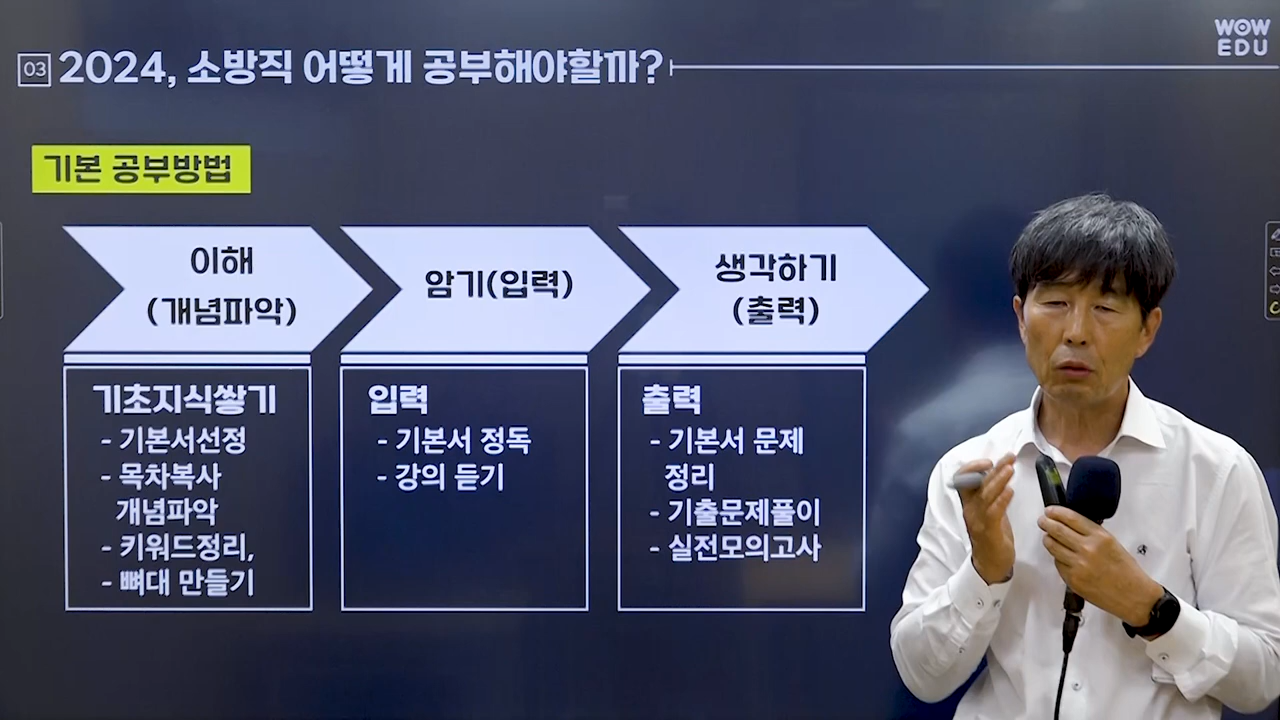 WOW
EDU
03 2024, 소방직 어떻게 공부해야할까?
기본 공부방법
이해
(개념파악)
암기(입력)
생각하기
(출력)
기초지식쌓기
- 기본서선정
- 목차복사
개념파악
- 키워드정리,
- 뼈대 만들기
입력
- 기본서 정독
- 강의 듣기
출력
- 기본서 문제
정리
- 기출문제풀이
- 실전모의고사